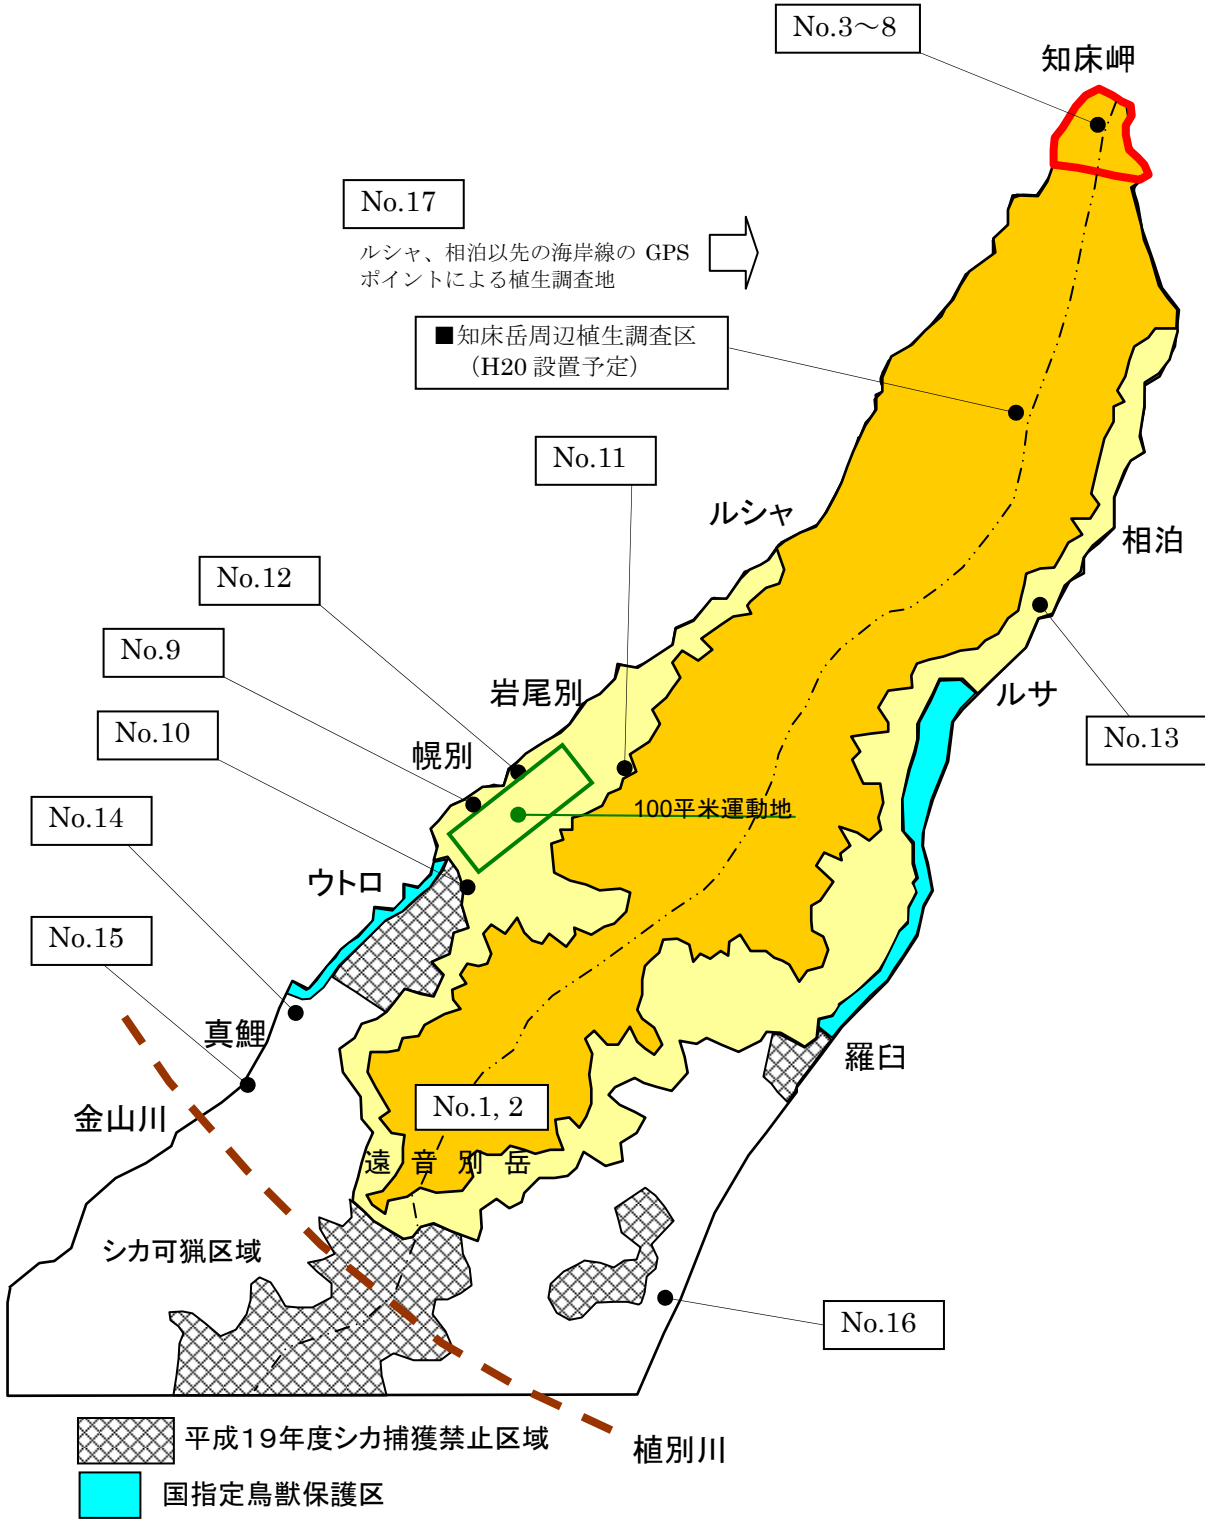 No.3～8
知床岬
No.17
ルシャ、相泊以先の海岸線の GPS
ポイントによる植生調査地
■知床岳周辺植生調査区
（H20 設置予定）
No.11
ルシャ
相泊
No.12
No.9
岩尾別
ルサ
No.10
幌別
No.13
No.14
100平米運動地
ウトロ
No.15
真鯉
羅臼
金山川
No.1, 2
遠音別岳
シカ可猟区域
No.16
平成19年度シカ捕獲禁止区域
植別川
国指定鳥獣保護区